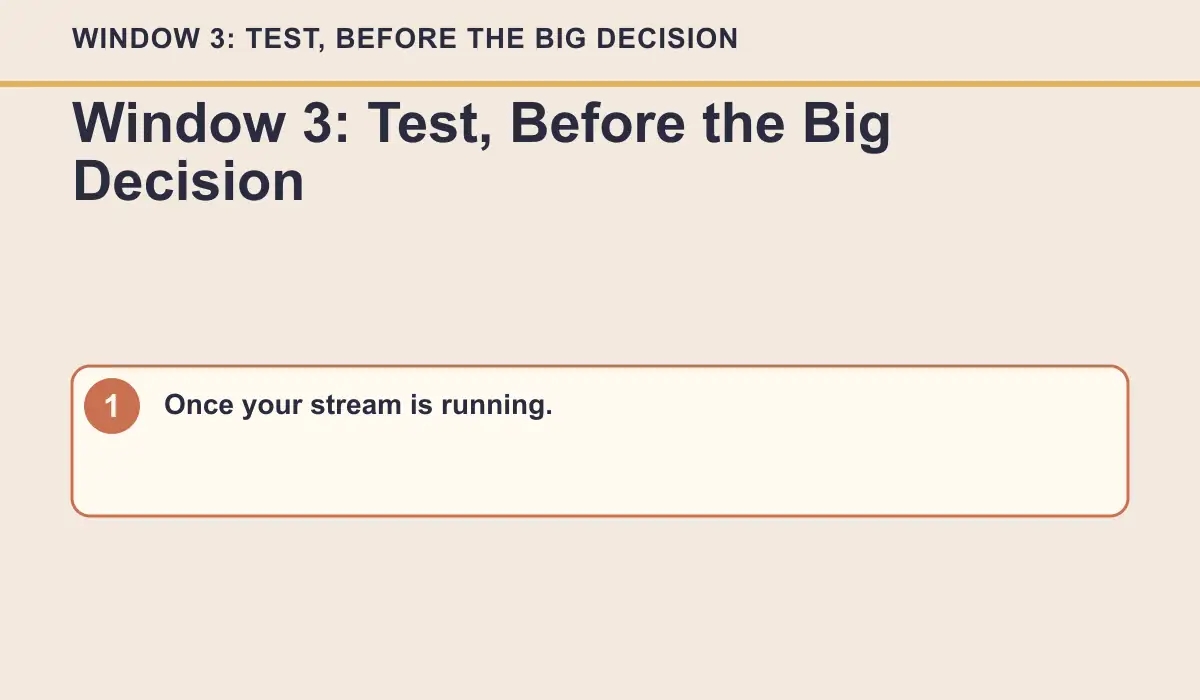 WINDOW 3: TEST, BEFORE THE BIG DECISION
Window 3: Test, Before the Big
Decision
1 Once your stream is running.